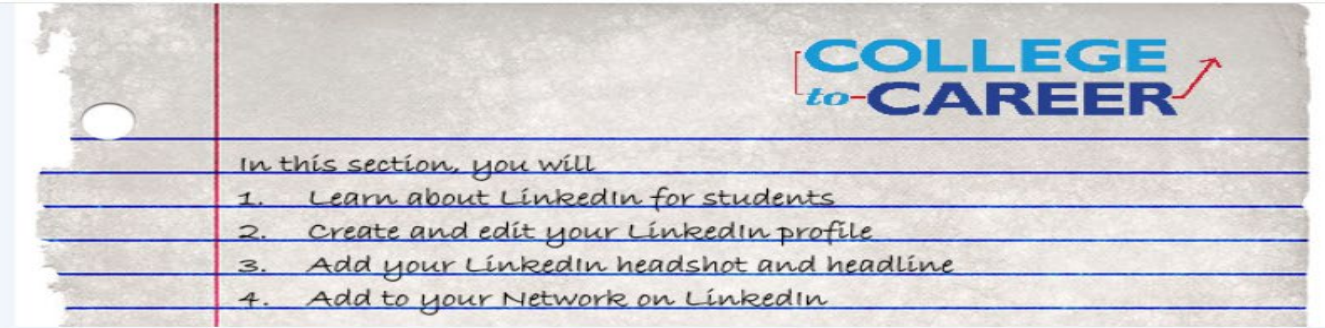 COLLEGE
to-CAREER
In this section, you will
1. Learn about LinkedIn for students
2. Create and edit your LinkedIn profile
3. Add your LinkedIn headshot and headline
4. Add to your Network on LinkedIn